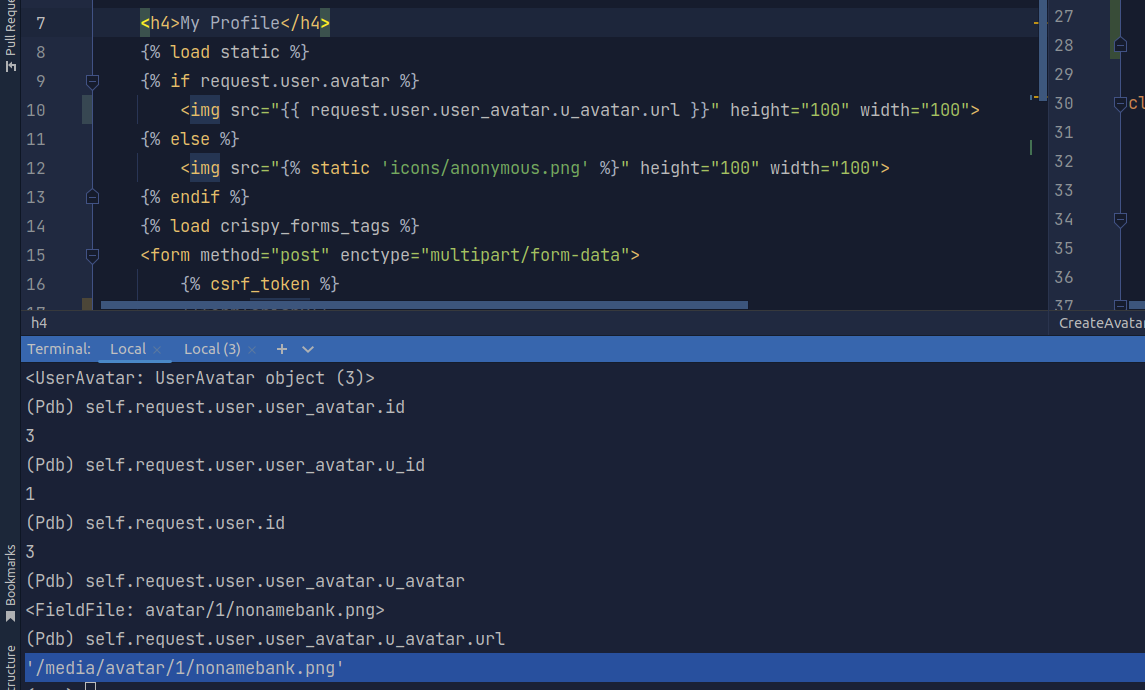 7 <h4>My Profile</h4>
8 {% load static %}
9 {% if request.user.avatar %}
10 <img src="{{ request.user.user_avatar.u_avatar.url }}" height="100" width="100">
11 {% else %}
12 <img src="{% static 'icons/anonymous.png' %}" height="100" width="100">
13 {% endif %}
14 {% load crispy_forms_tags %}
15 <form method="post" enctype="multipart/form-data">
16 {% csrf_token %}
27
28
29
30 cl
31
32
33
34
35
36
37
h4
CreateAvatar
Terminal: Local × Local (3) × +
<UserAvatar: UserAvatar object (3)>
(Pdb) self.request.user.user_avatar.id
3
(Pdb) self.request.user.user_avatar.u_id
1
(Pdb) self.request.user.id
3
(Pdb) self.request.user.user_avatar.u_avatar
<FieldFile: avatar/1/nonamebank.png>
(Pdb) self.request.user.user_avatar.u_avatar.url
'/media/avatar/1/nonamebank.png'
Pull Reque
Bookmarks
ructure